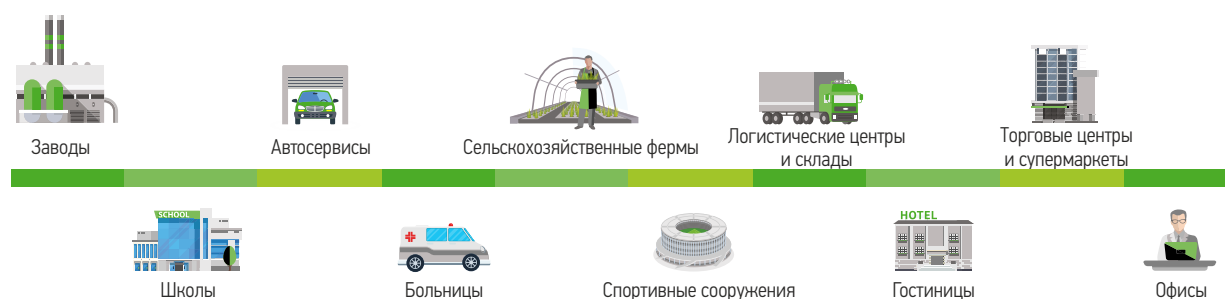 Заводы
Автосервисы
Сельскохозяйственные фермы
Логистические центры
и склады
Торговые центры
и супермаркеты
SCHOOL
Школы
Больницы
Спортивные сооружения
HOTEL
Гостиницы
Офисы